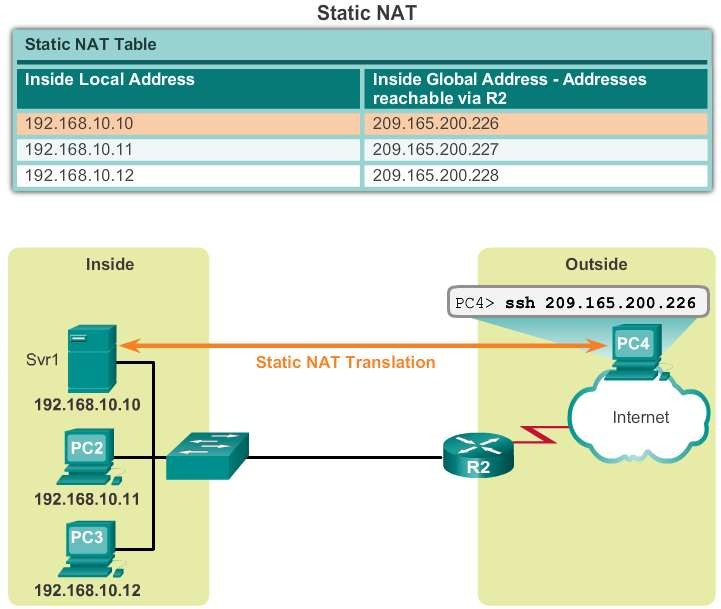 Static NAT
Static NAT Table
Inside Local Address
Inside Global Address - Addresses
reachable via R2
192.168.10.10
209.165.200.226
192.168.10.11
209.165.200.227
192.168.10.12
209.165.200.228
Inside
Outside
PC4> ssh 209.165.200.226
PC4
Svr1
Static NAT Translation
192.168.10.10
Internet
PC2
R2
192.168.10.11
PC3
192.168.10.12